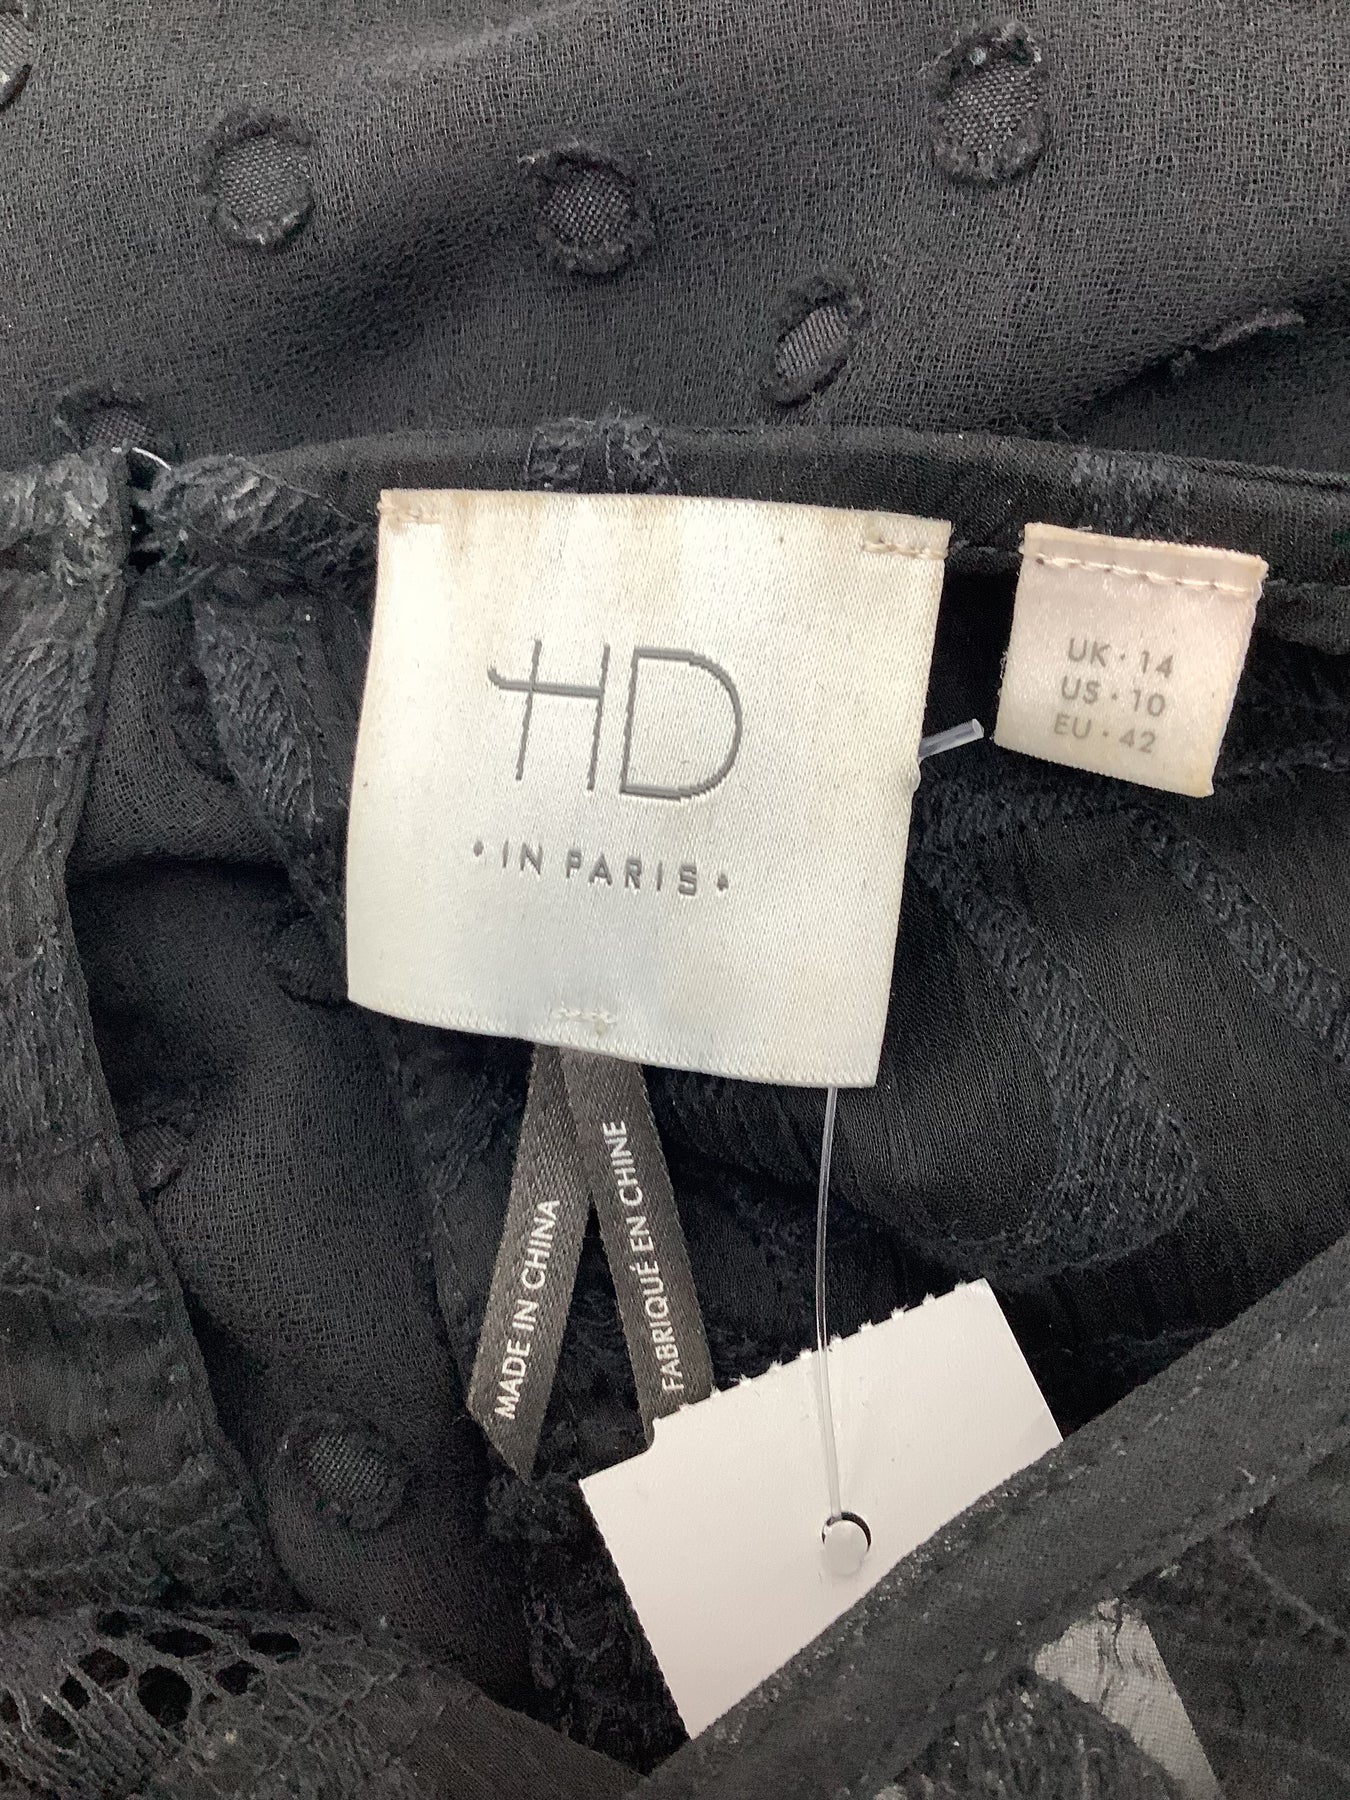 HD
• IN PARIS •
UK • 14
US • 10
EU • 42
MADE IN CHINA
FABRIQUÉ EN CHINE